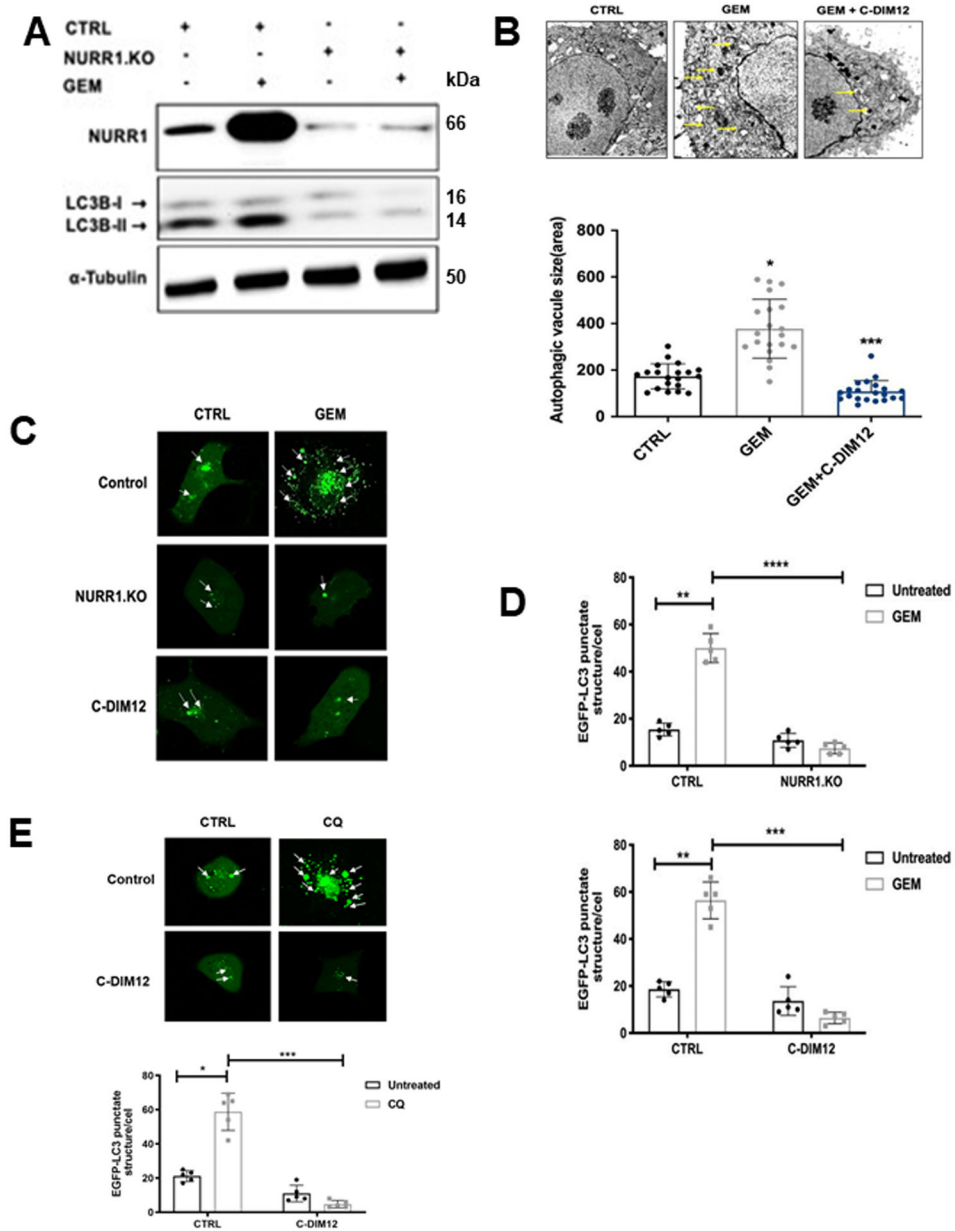 A
CTRL + + - -
NURR1.KO - - + +
GEM - + - +
kDa
NURR1 66
LC3B-I → 16
LC3B-II → 14
α-Tubulin 50
B
CTRL GEM GEM + C-DIM12
Autophagic vacule size(area)
800
600
400
200
0
*
***
CTRL
GEM
GEM+C-DIM12
C
CTRL GEM
Control
NURR1.KO
C-DIM12
D
EGFP-LC3 punctate
structure/cel
80
60
40
20
0
**
****
Untreated
GEM
CTRL NURR1.KO
EGFP-LC3 punctate
structure/cel
80
60
40
20
0
**
***
Untreated
GEM
CTRL C-DIM12
E
CTRL CQ
Control
C-DIM12
EGFP-LC3 punctate
structure/cel
80
60
40
20
0
*
***
Untreated
CQ
CTRL C-DIM12